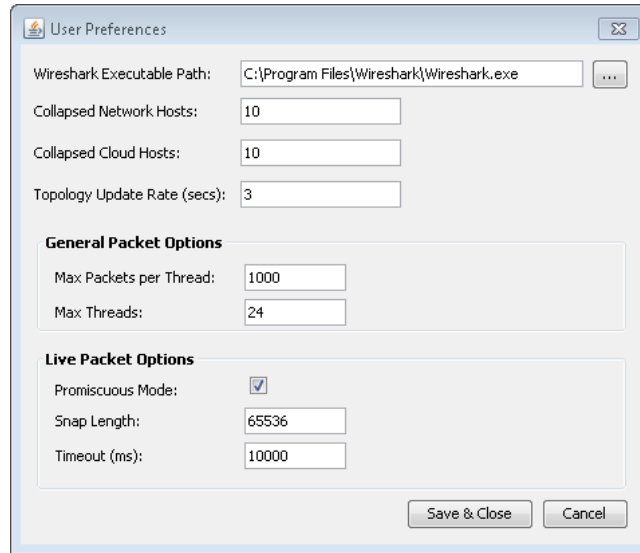 User Preferences
Wireshark Executable Path: C:\Program Files\Wireshark\Wireshark.exe ...
Collapsed Network Hosts: 10
Collapsed Cloud Hosts: 10
Topology Update Rate (secs): 3
General Packet Options
Max Packets per Thread: 1000
Max Threads: 24
Live Packet Options
Promiscuous Mode:
Snap Length: 65536
Timeout (ms): 10000
Save & Close Cancel